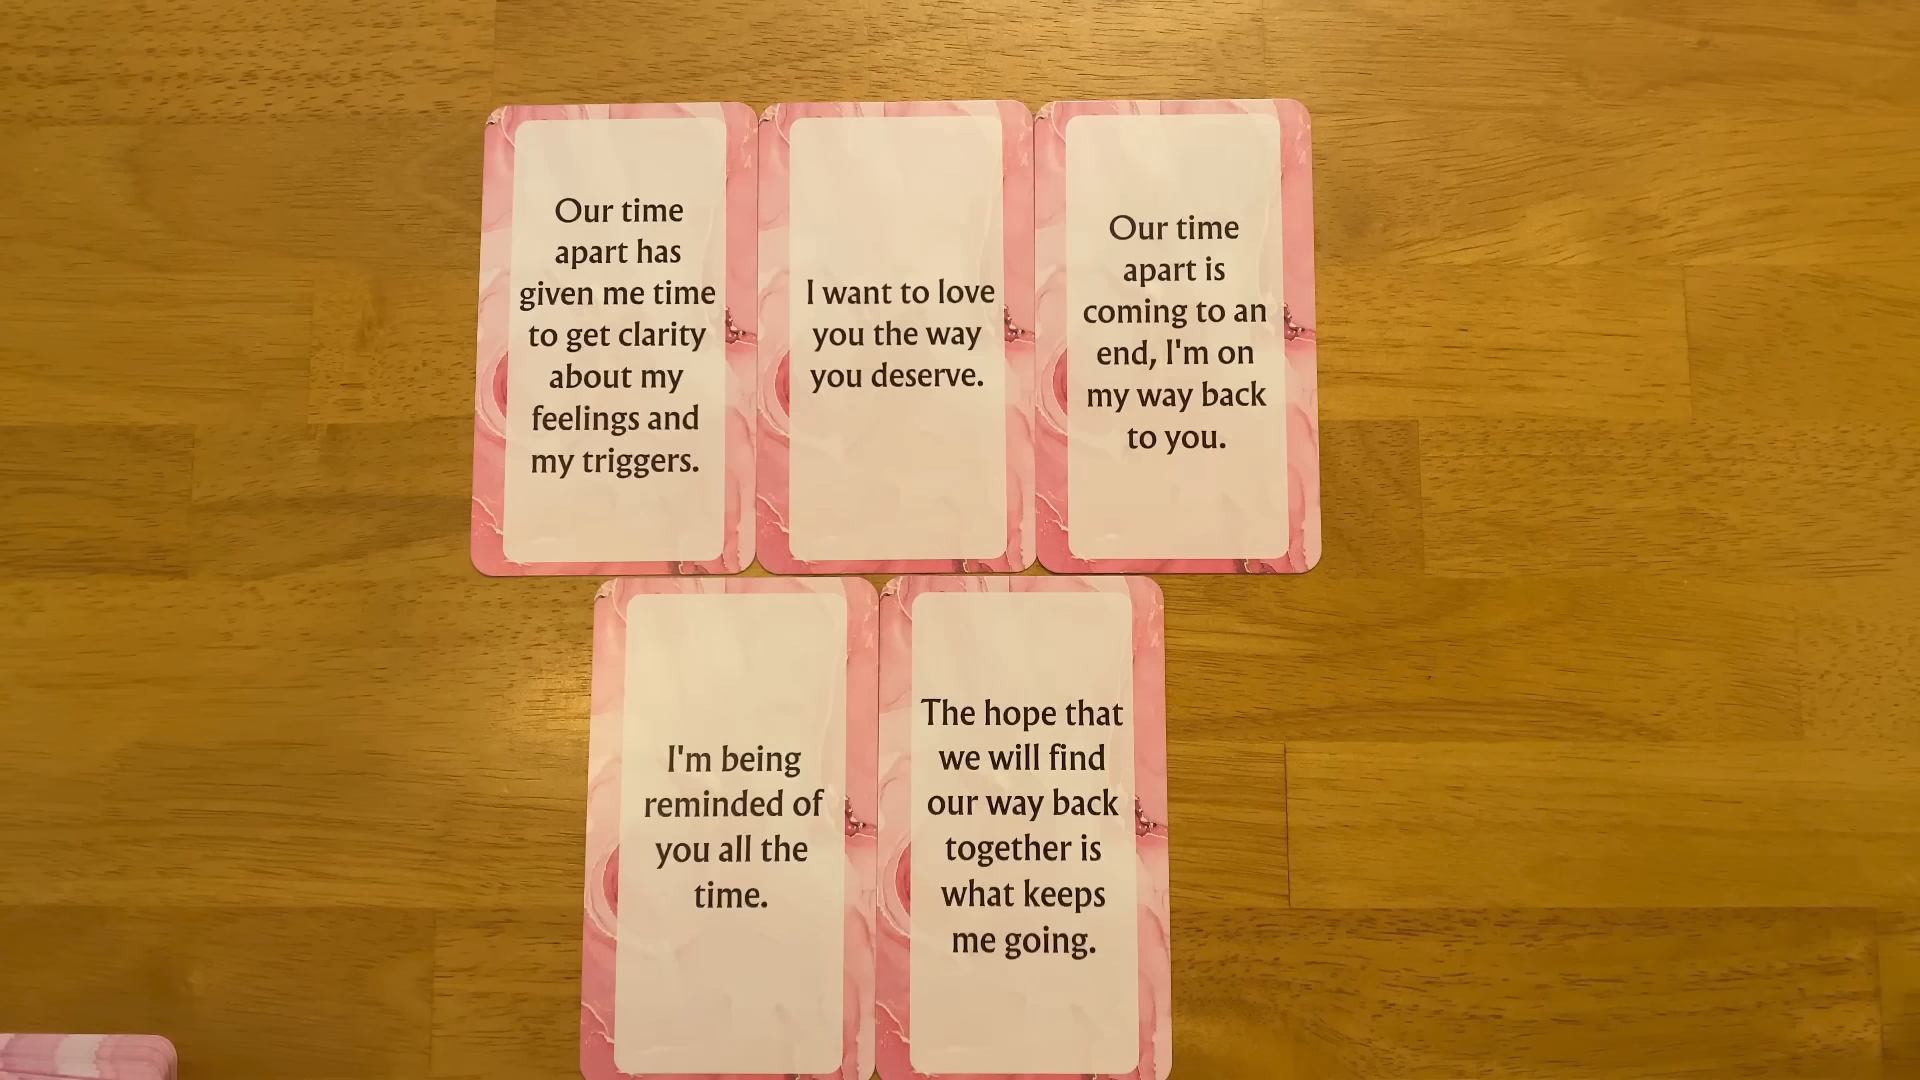 Our time
apart has
given me time
to get clarity
about my
feelings and
my triggers.
I want to love
you the way
you deserve.
Our time
apart is
coming to an
end, I'm on
my way back
to you.
I'm being
reminded of
you all the
time.
The hope that
we will find
our way back
together is
what keeps
me going.